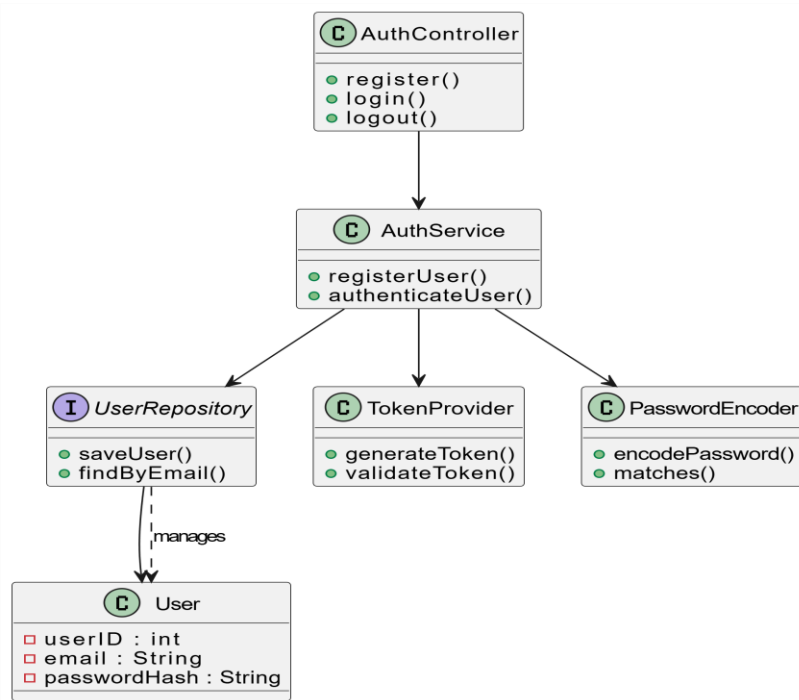 C AuthController
register()
login()
logout()
C AuthService
registerUser()
authenticateUser()
I UserRepository
saveUser()
findByEmail()
C TokenProvider
generateToken()
validateToken()
C PasswordEncoder
encodePassword()
matches()
manages
C User
userID : int
email : String
passwordHash : String